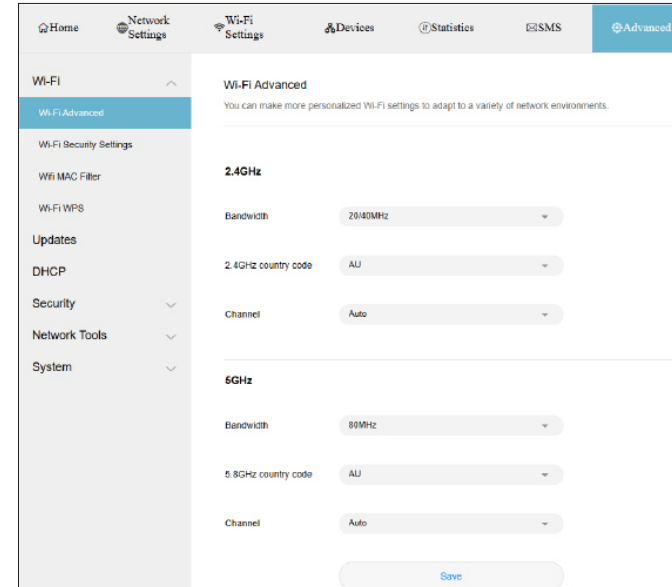 Home
Network
Settings
Wi-Fi
Settings
Devices
Statistics
SMS
Advanced
Wi-Fi
Wi-Fi Advanced
Wi-Fi Security Settings
Wifi MAC Filter
Wi-Fi WPS
Updates
DHCP
Security
Network Tools
System
Wi-Fi Advanced
You can make more personalized Wi-Fi settings to adapt to a variety of network environments.
2.4GHz
Bandwidth 20/40MHz
2.4GHz country code AU
Channel Auto
5GHz
Bandwidth 80MHz
5.8GHz country code AU
Channel Auto
Save